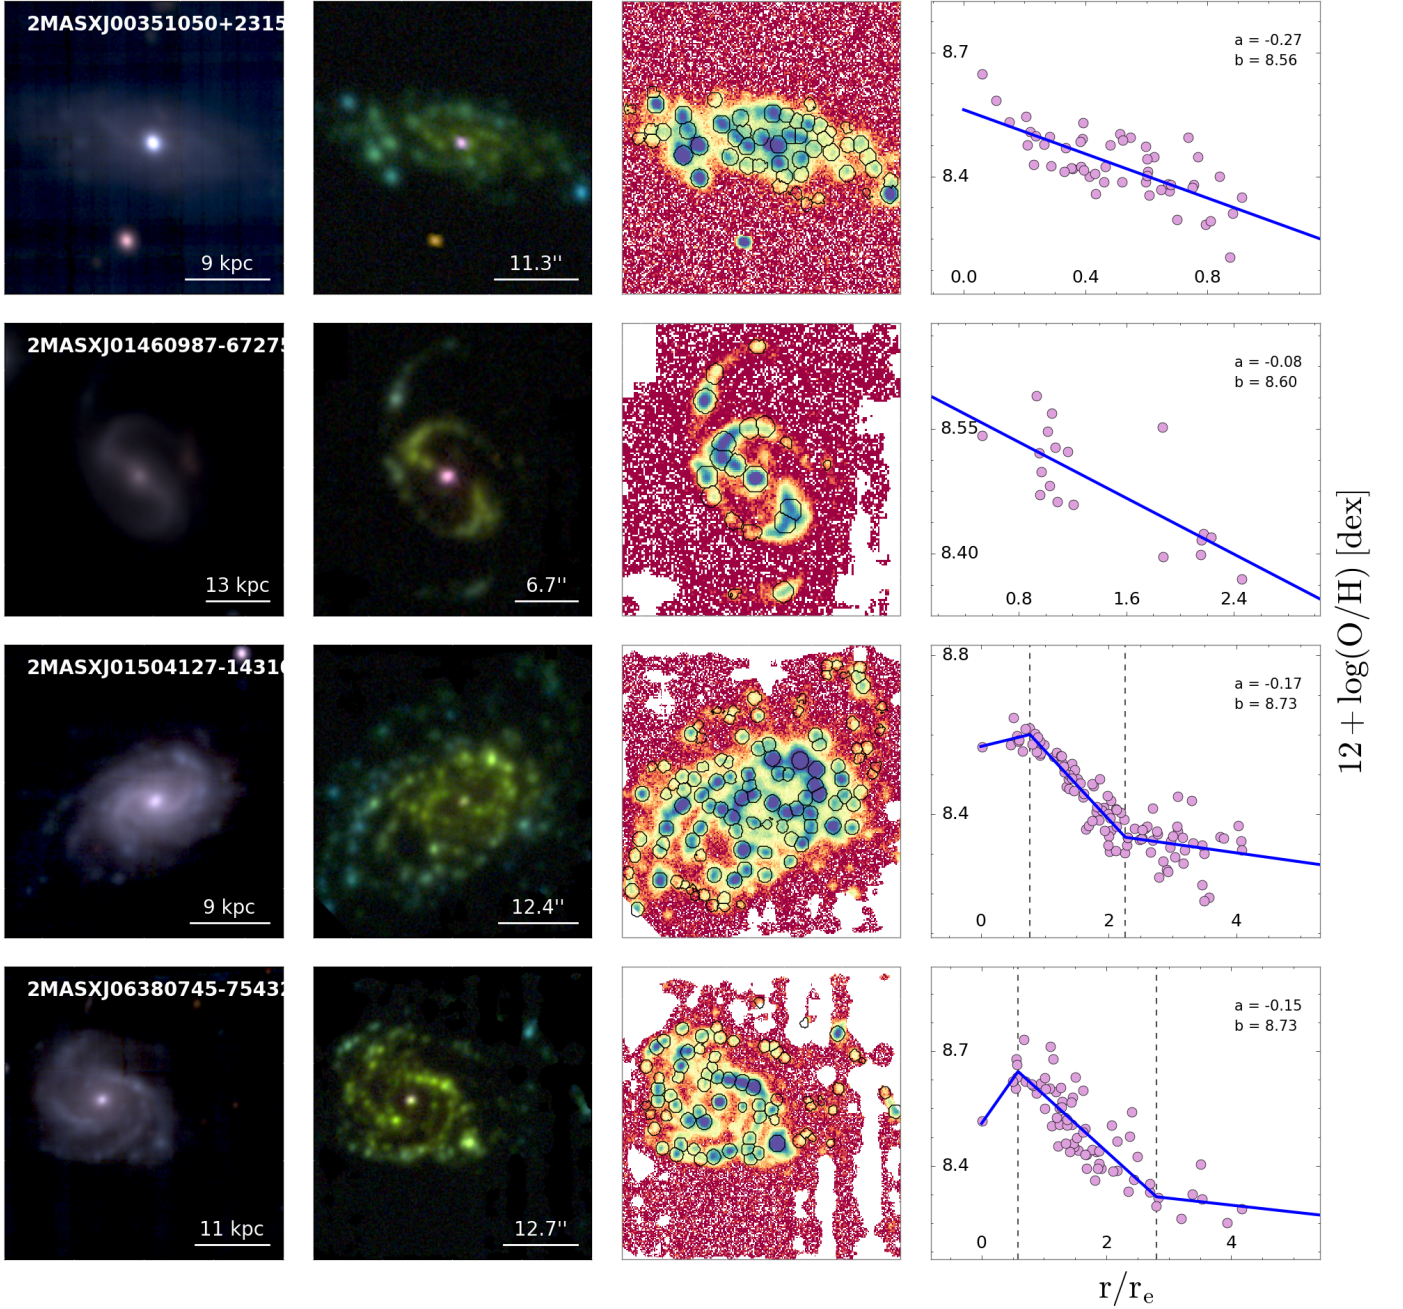 2MASXJ00351050+2315
9 kpc
11.3''
a = -0.27
b = 8.56
8.7
8.4
0.0 0.4 0.8
2MASXJ01460987-6727
13 kpc
6.7''
a = -0.08
b = 8.60
8.55
8.40
0.8 1.6 2.4
2MASXJ01504127-1431
9 kpc
12.4''
a = -0.17
b = 8.73
8.8
8.4
0 2 4
2MASXJ06380745-7543
11 kpc
12.7''
a = -0.15
b = 8.73
8.7
8.4
0 2 4
12 + log(O/H) [dex]
r/rₑ